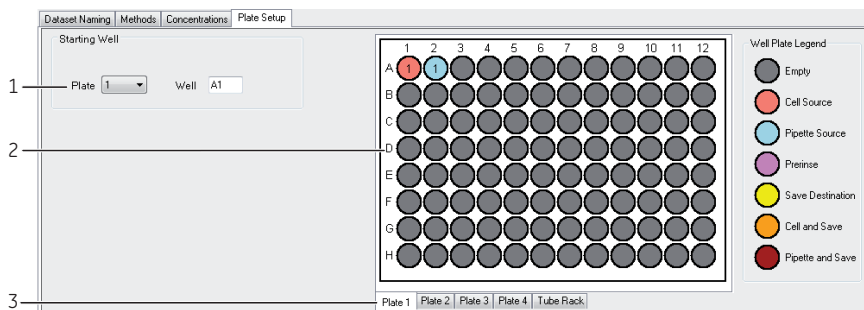 Dataset Naming Methods Concentrations Plate Setup
Starting Well
1 Plate 1 Well A1
2
3
1 2 3 4 5 6 7 8 9 10 11 12
A 1 1
B
C
D
E
F
G
H
Plate 1 Plate 2 Plate 3 Plate 4 Tube Rack
Well Plate Legend
Empty
Cell Source
Pipette Source
Prerinse
Save Destination
Cell and Save
Pipette and Save